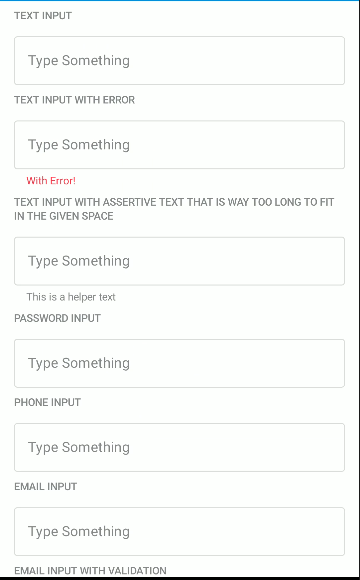 TEXT INPUT
Type Something
TEXT INPUT WITH ERROR
Type Something
With Error!
TEXT INPUT WITH ASSERTIVE TEXT THAT IS WAY TOO LONG TO FIT
IN THE GIVEN SPACE
Type Something
This is a helper text
PASSWORD INPUT
Type Something
PHONE INPUT
Type Something
EMAIL INPUT
Type Something
EMAIL INPUT WITH VALIDATION